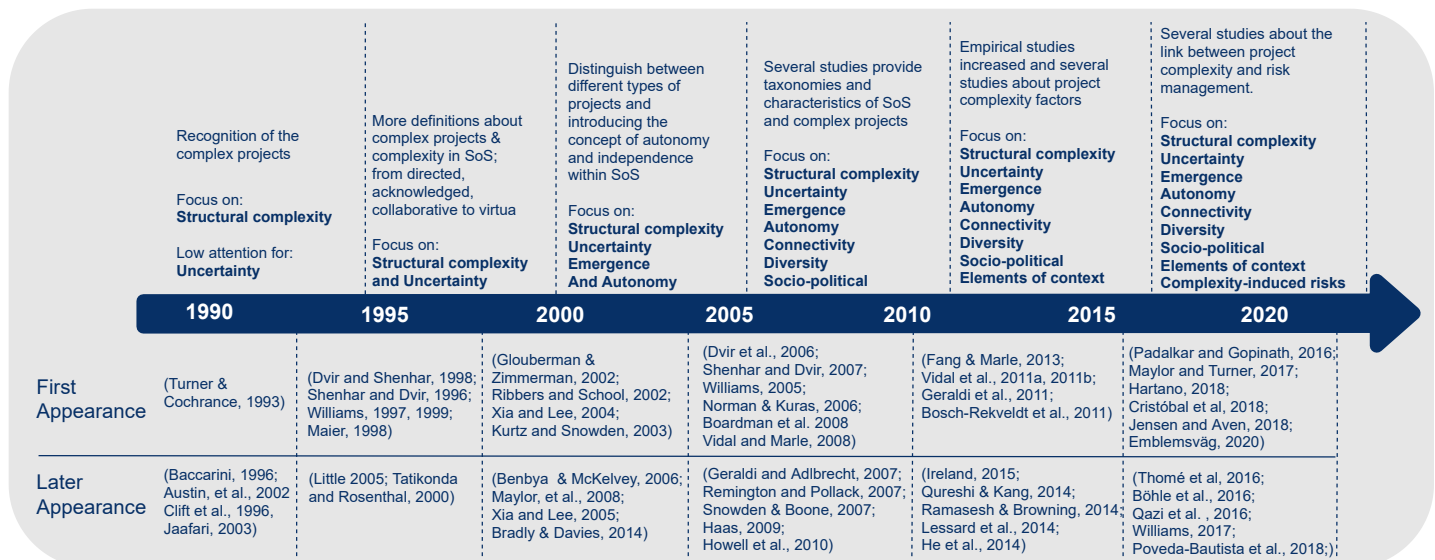 Recognition of the
complex projects
Focus on:
Structural complexity
Low attention for:
Uncertainty
More definitions about
complex projects &
complexity in SoS;
from directed,
acknowledged,
collaborative to virtua
Focus on:
Structural complexity
and Uncertainty
Distinguish between
different types of
projects and
introducing the
concept of autonomy
and independence
within SoS
Focus on:
Structural complexity
Uncertainty
Emergence
And Autonomy
Several studies provide
taxonomies and
characteristics of SoS
and complex projects
Focus on:
Structural complexity
Uncertainty
Emergence
Autonomy
Connectivity
Diversity
Socio-political
Empirical studies
increased and several
studies about project
complexity factors
Focus on:
Structural complexity
Uncertainty
Emergence
Autonomy
Connectivity
Diversity
Socio-political
Elements of context
Several studies about the
link between project
complexity and risk
management.
Focus on:
Structural complexity
Uncertainty
Emergence
Autonomy
Connectivity
Diversity
Socio-political
Elements of context
Complexity-induced risks
1990 1995 2000 2005 2010 2015 2020
First
Appearance
(Turner &
Cochrance, 1993)
(Dvir and Shenhar, 1998;
Shenhar and Dvir, 1996;
Williams, 1997, 1999;
Maier, 1998)
(Glouberman &
Zimmerman, 2002;
Ribbers and School, 2002;
Xia and Lee, 2004;
Kurtz and Snowden, 2003)
(Dvir et al., 2006;
Shenhar and Dvir, 2007;
Williams, 2005;
Norman & Kuras, 2006;
Boardman et al. 2008
Vidal and Marle, 2008)
(Fang & Marle, 2013;
Vidal et al., 2011a, 2011b;
Geraldi et al., 2011;
Bosch-Rekveldt et al., 2011)
(Padalkar and Gopinath, 2016;
Maylor and Turner, 2017;
Hartano, 2018;
Cristóbal et al, 2018;
Jensen and Aven, 2018;
Emblemsväg, 2020)
Later
Appearance
(Baccarini, 1996;
Austin, et al., 2002
Clift et al., 1996,
Jaafari, 2003)
(Little 2005; Tatikonda
and Rosenthal, 2000)
(Benbya & McKelvey, 2006;
Maylor, et al., 2008;
Xia and Lee, 2005;
Bradly & Davies, 2014)
(Geraldi and Adlbrecht, 2007;
Remington and Pollack, 2007;
Snowden & Boone, 2007;
Haas, 2009;
Howell et al., 2010)
(Ireland, 2015;
Qureshi & Kang, 2014;
Ramasesh & Browning, 2014;
Lessard et al., 2014;
He et al., 2014)
(Thomé et al, 2016;
Böhle et al., 2016;
Qazi et al. , 2016;
Williams, 2017;
Poveda-Bautista et al., 2018;)